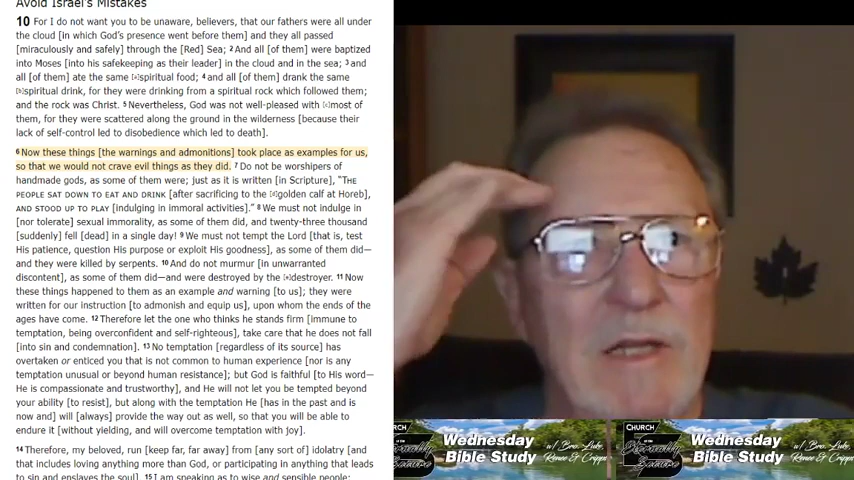 Avoid Israel's Mistakes
10 For I do not want you to be unaware, believers, that our fathers were all under
the cloud [in which God's presence went before them] and they all passed
[miraculously and safely] through the [Red] Sea; 2 And all [of them] were baptized
into Moses [into his safekeeping as their leader] in the cloud and in the sea; 3 and
all [of them] ate the same [a]spiritual food; 4 and all [of them] drank the same
[b]spiritual drink, for they were drinking from a spiritual rock which followed them;
and the rock was Christ. 5 Nevertheless, God was not well-pleased with [c]most of
them, for they were scattered along the ground in the wilderness [because their
lack of self-control led to disobedience which led to death].
6 Now these things [the warnings and admonitions] took place as examples for us,
so that we would not crave evil things as they did. 7 Do not be worshipers of
handmade gods, as some of them were; just as it is written [in Scripture], "THE
PEOPLE SAT DOWN TO EAT AND DRINK [after sacrificing to the [d]golden calf at Horeb],
AND STOOD UP TO PLAY [indulging in immoral activities]." 8 We must not indulge in
[nor tolerate] sexual immorality, as some of them did, and twenty-three thousand
[suddenly] fell [dead] in a single day! 9 We must not tempt the Lord [that is, test
His patience, question His purpose or exploit His goodness], as some of them did—
and they were killed by serpents. 10 And do not murmur [in unwarranted
discontent], as some of them did—and were destroyed by the [e]destroyer. 11 Now
these things happened to them as an example and warning [to us]; they were
written for our instruction [to admonish and equip us], upon whom the ends of the
ages have come. 12 Therefore let the one who thinks he stands firm [immune to
temptation, being overconfident and self-righteous], take care that he does not fall
[into sin and condemnation]. 13 No temptation [regardless of its source] has
overtaken or enticed you that is not common to human experience [nor is any
temptation unusual or beyond human resistance]; but God is faithful [to His word—
He is compassionate and trustworthy], and He will not let you be tempted beyond
your ability [to resist], but along with the temptation He [has in the past and is
now and] will [always] provide the way out as well, so that you will be able to
endure it [without yielding, and will overcome temptation with joy].
14 Therefore, my beloved, run [keep far, far away] from [any sort of] idolatry [and
that includes loving anything more than God, or participating in anything that leads
to sin and enslaves the soul]. 15 I am speaking as to wise and sensible people;
CHURCH
of the
Eternally
Secure
Wednesday
Bible Study
w/ Bro. Luke,
Renee & Cripps
CHURCH
of the
Eternally
Secure
Wednesday
Bible Study
w/ Bro. Luke,
Renee & Cripps